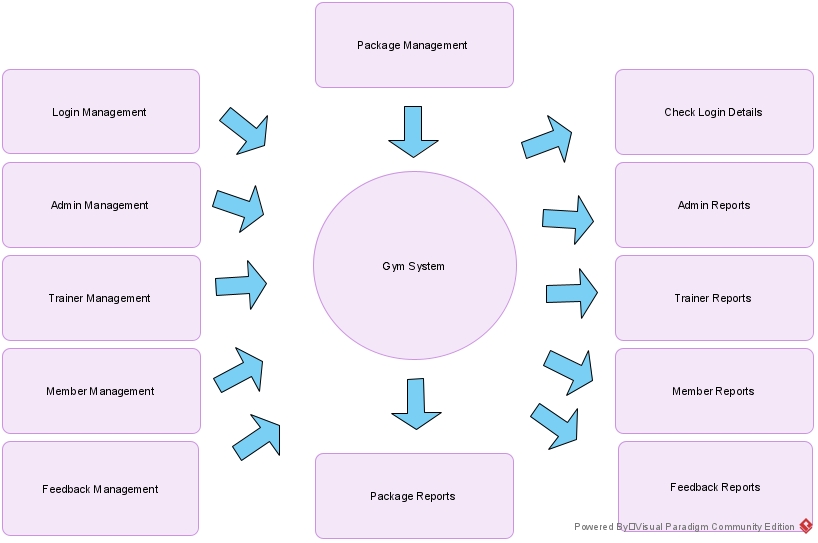 Package Management
Login Management
Check Login Details
Admin Management
Admin Reports
Gym System
Trainer Management
Trainer Reports
Member Management
Member Reports
Feedback Management
Package Reports
Feedback Reports
Powered By Visual Paradigm Community Edition